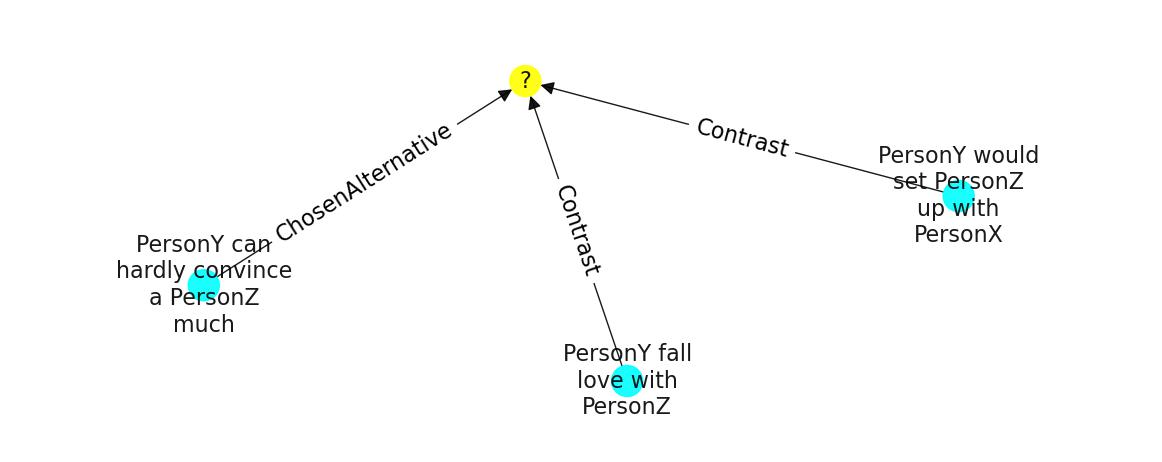 ?
Contrast
PersonY would
set PersonZ
up with
PersonX
ChosenAlternative
Contrast
PersonY can
hardly convince
a PersonZ
much
PersonY fall
love with
PersonZ